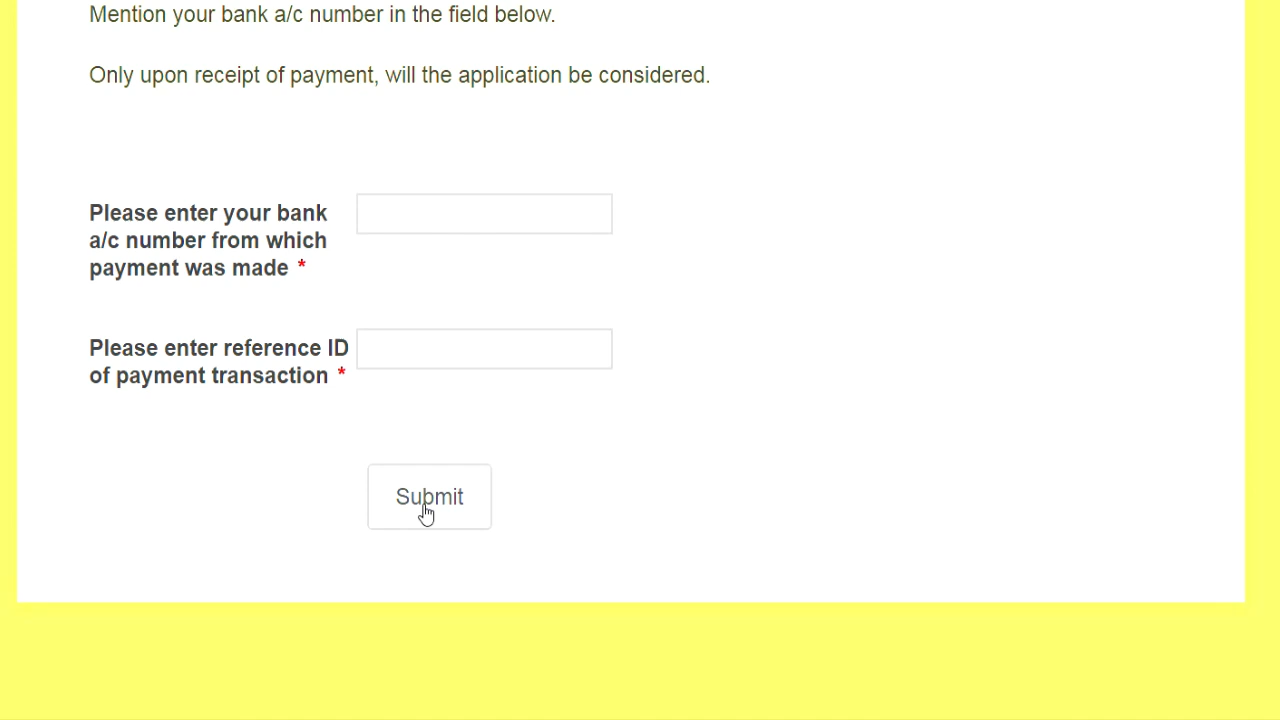 Mention your bank a/c number in the field below.
Only upon receipt of payment, will the application be considered.
Please enter your bank
a/c number from which
payment was made *
Please enter reference ID
of payment transaction *
Submit